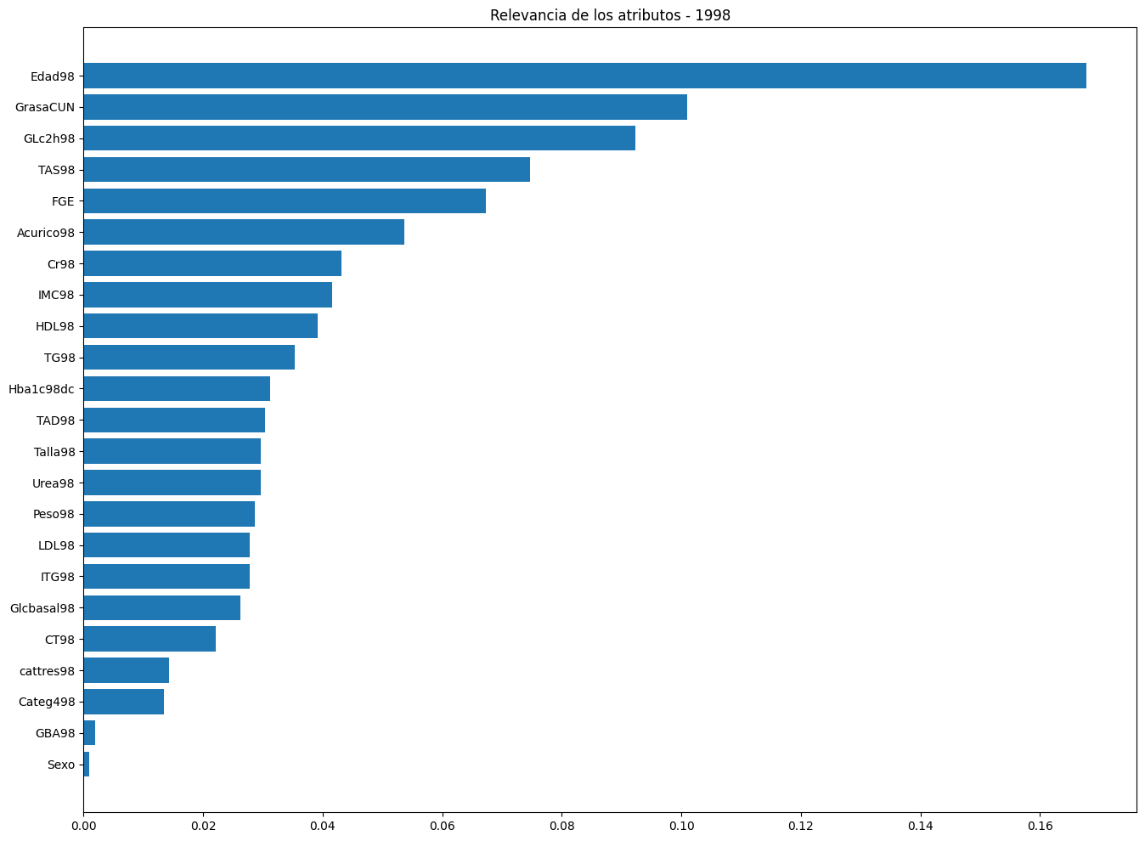 Relevancia de los atributos - 1998
Edad98
GrasaCUN
GLc2h98
TAS98
FGE
Acurico98
Cr98
IMC98
HDL98
TG98
Hba1c98dc
TAD98
Talla98
Urea98
Peso98
LDL98
ITG98
Glcbasal98
CT98
cattres98
Categ498
GBA98
Sexo
0.00 0.02 0.04 0.06 0.08 0.10 0.12 0.14 0.16